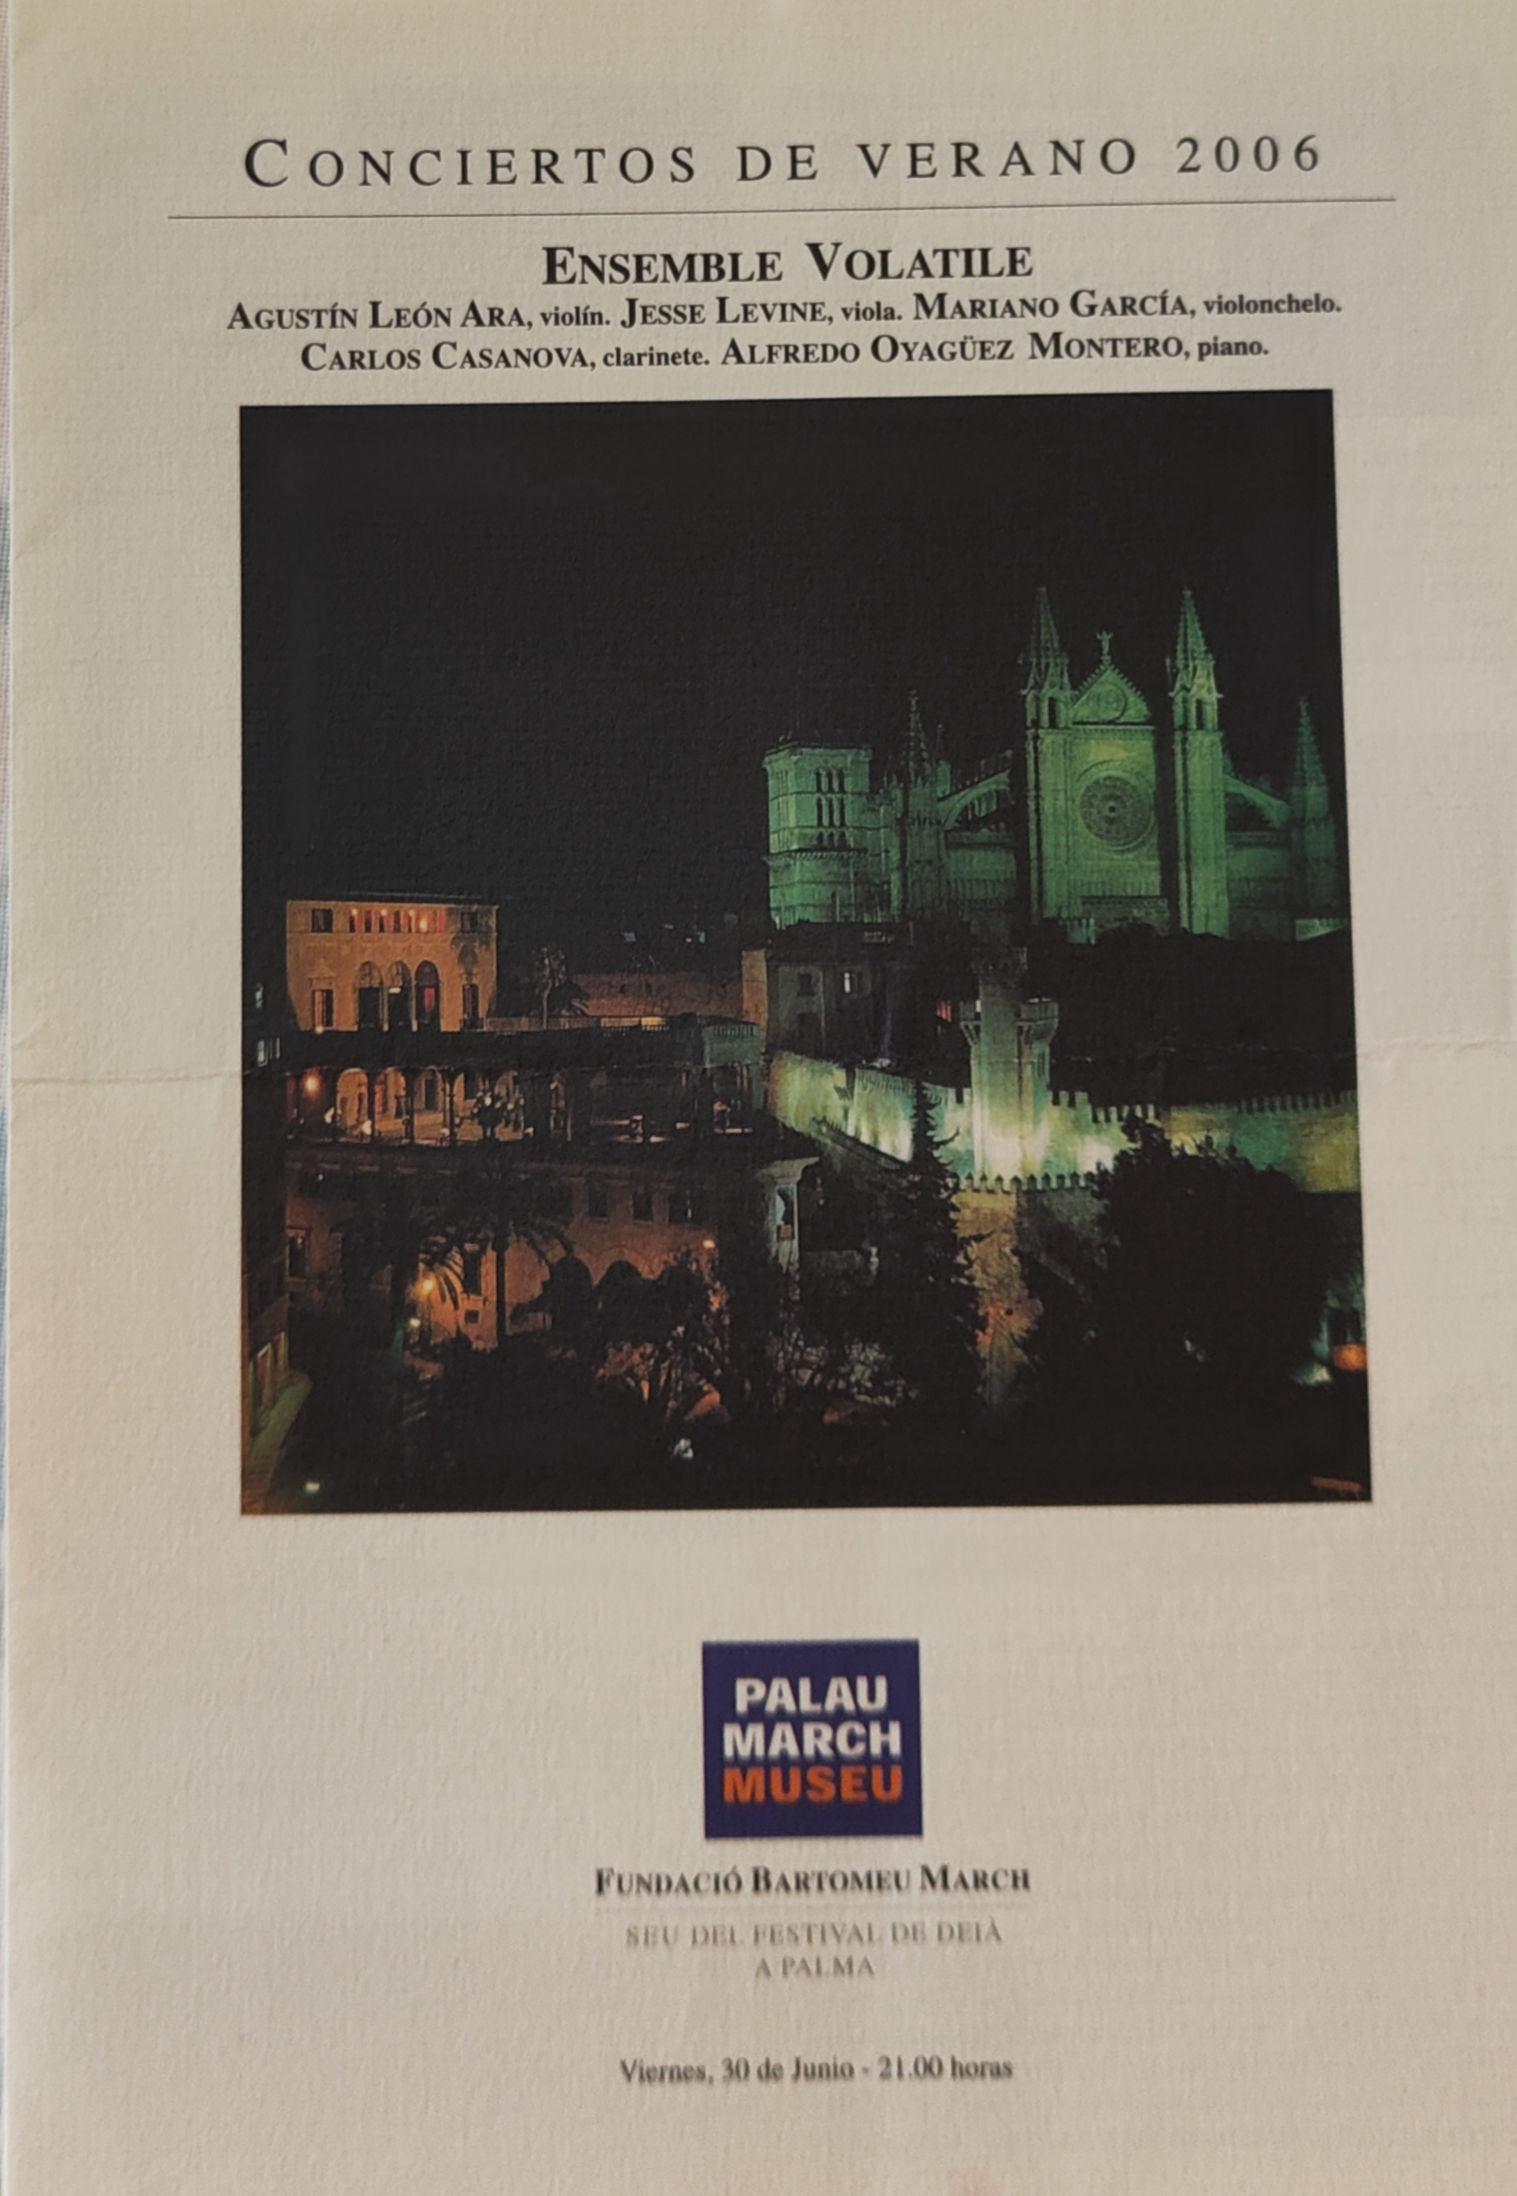 CONCIERTOS DE VERANO 2006
ENSEMBLE VOLATILE
AGUSTÍN LEÓN ARA, violín. JESSE LEVINE, viola. MARIANO GARCÍA, violonchelo.
CARLOS CASANOVA, clarinete. ALFREDO OYAGÜEZ MONTERO, piano.
PALAU
MARCH
MUSEU
FUNDACIÓ BARTOMEU MARCH
SEU DEL FESTIVAL DE DEIÀ
A PALMA
Viernes, 30 de Junio - 21.00 horas